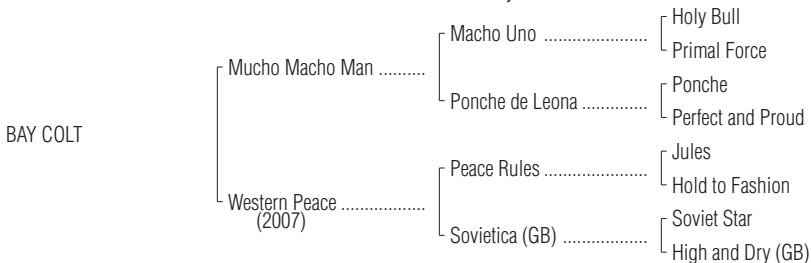 Holy Bull
Macho Uno ......................
Primal Force
Mucho Macho Man ..........
Ponche
Ponche de Leona ..............
Perfect and Proud
BAY COLT
Jules
Peace Rules ......................
Hold to Fashion
Western Peace ..................
(2007)
Soviet Star
Sovietica (GB) ..................
High and Dry (GB)